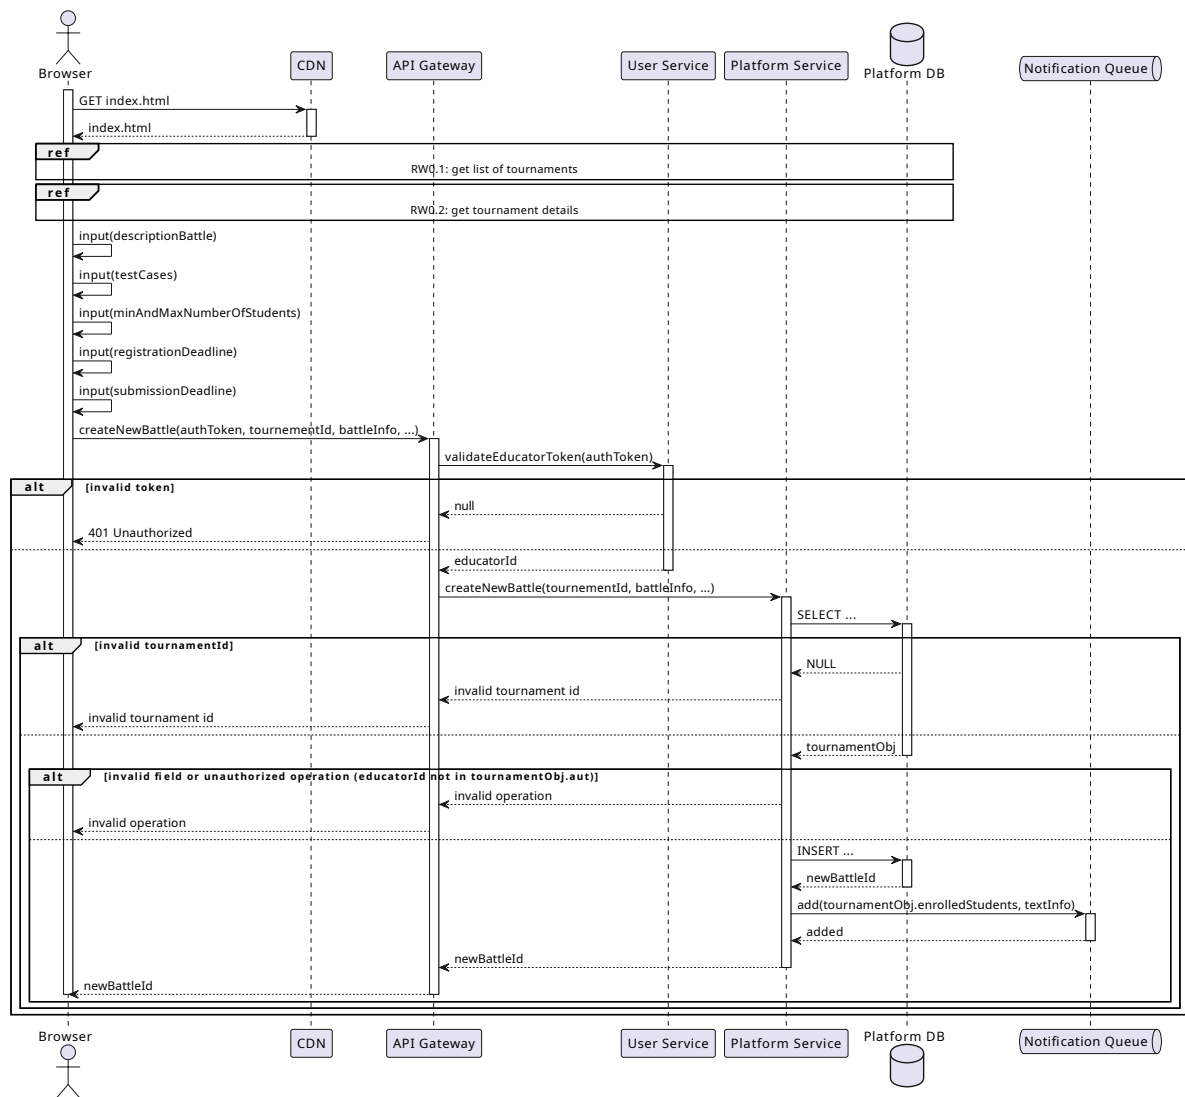 Browser
CDN
API Gateway
User Service
Platform Service
Platform DB
Notification Queue
GET index.html
index.html
ref
RW0.1: get list of tournaments
ref
RW0.2: get tournament details
input(descriptionBattle)
input(testCases)
input(minAndMaxNumberOfStudents)
input(registrationDeadline)
input(submissionDeadline)
createNewBattle(authToken, tournementId, battleInfo, ...)
validateEducatorToken(authToken)
alt [invalid token]
null
401 Unauthorized
educatorId
createNewBattle(tournementId, battleInfo, ...)
SELECT ...
alt [invalid tournamentId]
NULL
invalid tournament id
invalid tournament id
tournamentObj
alt [invalid field or unauthorized operation (educatorId not in tournamentObj.aut)]
invalid operation
invalid operation
INSERT ...
newBattleId
add(tournamentObj.enrolledStudents, textInfo)
added
newBattleId
newBattleId
Browser
CDN
API Gateway
User Service
Platform Service
Platform DB
Notification Queue